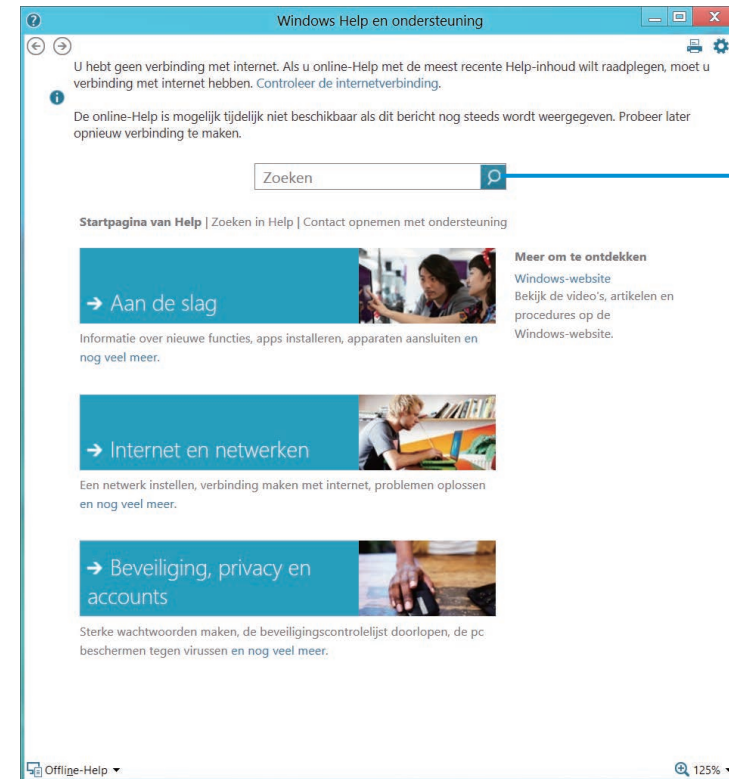 Windows Help en ondersteuning
U hebt geen verbinding met internet. Als u online-Help met de meest recente Help-inhoud wilt raadplegen, moet u
verbinding met internet hebben. Controleer de internetverbinding.
De online-Help is mogelijk tijdelijk niet beschikbaar als dit bericht nog steeds wordt weergegeven. Probeer later
opnieuw verbinding te maken.
Zoeken
Startpagina van Help | Zoeken in Help | Contact opnemen met ondersteuning
Aan de slag
Informatie over nieuwe functies, apps installeren, apparaten aansluiten en
nog veel meer.
Meer om te ontdekken
Windows-website
Bekijk de video's, artikelen en
procedures op de
Windows-website.
Internet en netwerken
Een netwerk instellen, verbinding maken met internet, problemen oplossen
en nog veel meer.
Beveiliging, privacy en
accounts
Sterke wachtwoorden maken, de beveiligingscontrolelijst doorlopen, de pc
beschermen tegen virussen en nog veel meer.
Offline-Help
125%